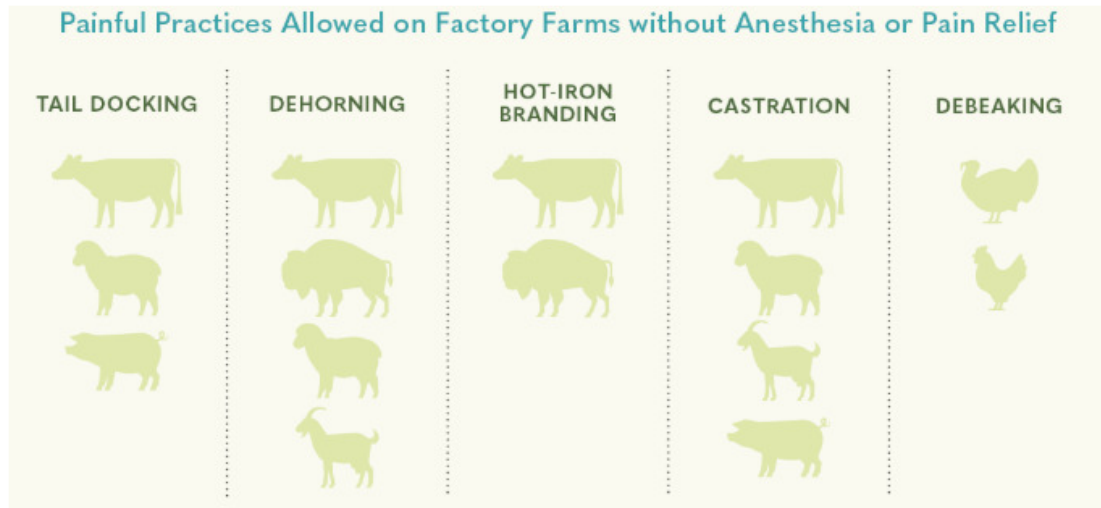 Painful Practices Allowed on Factory Farms without Anesthesia or Pain Relief
TAIL DOCKING
DEHORNING
HOT-IRON
BRANDING
CASTRATION
DEBEAKING